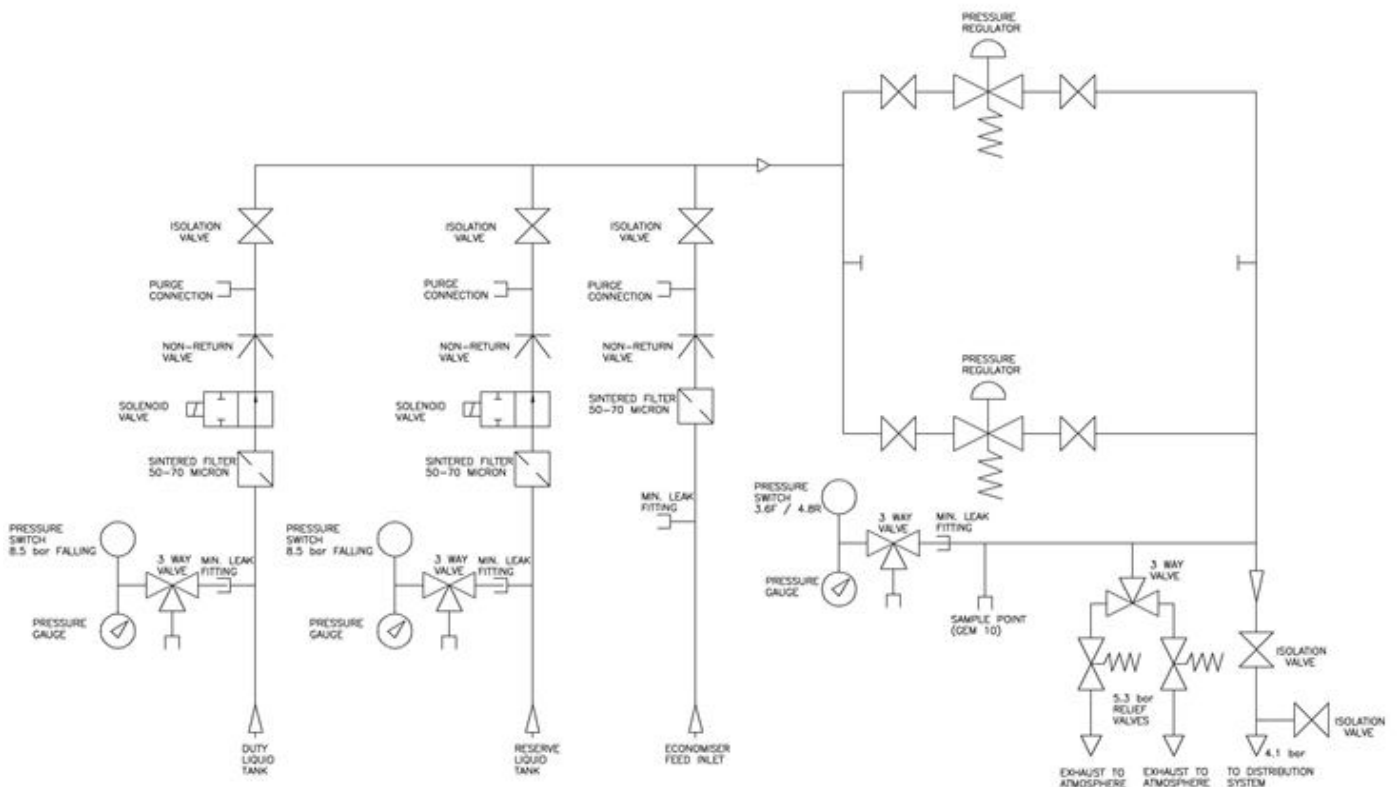 PRESSURE
REGULATOR
ISOLATION
VALVE
ISOLATION
VALVE
ISOLATION
VALVE
PURGE
CONNECTION
PURGE
CONNECTION
PURGE
CONNECTION
NON-RETURN
VALVE
NON-RETURN
VALVE
NON-RETURN
VALVE
PRESSURE
REGULATOR
SOLENOID
VALVE
SOLENOID
VALVE
SINTERED FILTER
50-70 MICRON
SINTERED FILTER
50-70 MICRON
SINTERED FILTER
50-70 MICRON
PRESSURE
SWITCH
8.5 bar FALLING
3 WAY
VALVE
MIN. LEAK
FITTING
PRESSURE
GAUGE
PRESSURE
SWITCH
8.5 bar FALLING
3 WAY
VALVE
MIN. LEAK
FITTING
PRESSURE
GAUGE
MIN. LEAK
FITTING
PRESSURE
SWITCH
3.6F / 4.8R
3 WAY
VALVE
MIN. LEAK
FITTING
PRESSURE
GAUGE
SAMPLE POINT
(GEM 10)
3 WAY
VALVE
ISOLATION
VALVE
5.3 bar
RELIEF
VALVES
ISOLATION
VALVE
DUTY
LIQUID
TANK
RESERVE
LIQUID
TANK
ECONOMISER
FEED INLET
4.1 bar
EXHAUST TO
ATMOSPHERE
EXHAUST TO
ATMOSPHERE
TO DISTRIBUTION
SYSTEM